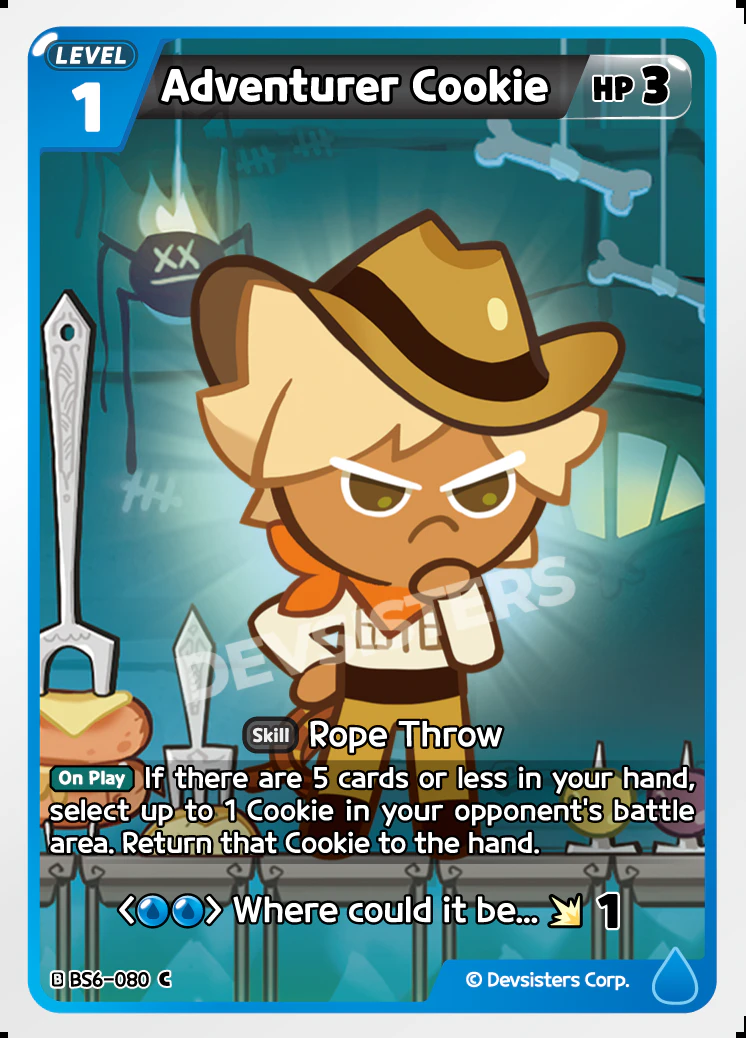 LEVEL
1
Adventurer Cookie
HP 3
XX
DEVSISTERS
Skill Rope Throw
On Play If there are 5 cards or less in your hand,
select up to 1 Cookie in your opponent's battle
area. Return that Cookie to the hand.
< > Where could it be... 1
B BS6-080 C
© Devsisters Corp.